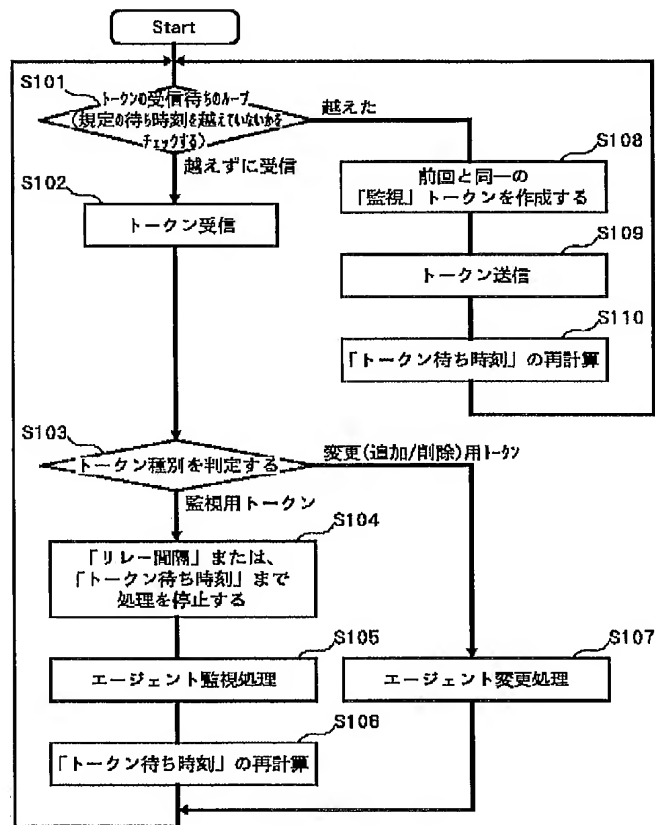 Start
S101
トークンの受信待ちのループ
(規定の待ち時刻を越えていないかを
チェックする)
越えた
越えずに受信
S102
トークン受信
S108
前回と同一の
「監視」トークンを作成する
S109
トークン送信
S110
「トークン待ち時刻」の再計算
S103
トークン種別を判定する
変更(追加/削除)用トークン
監視用トークン
S104
「リレー間隔」または、
「トークン待ち時刻」まで
処理を停止する
S105
エージェント監視処理
S107
エージェント変更処理
S106
「トークン待ち時刻」の再計算